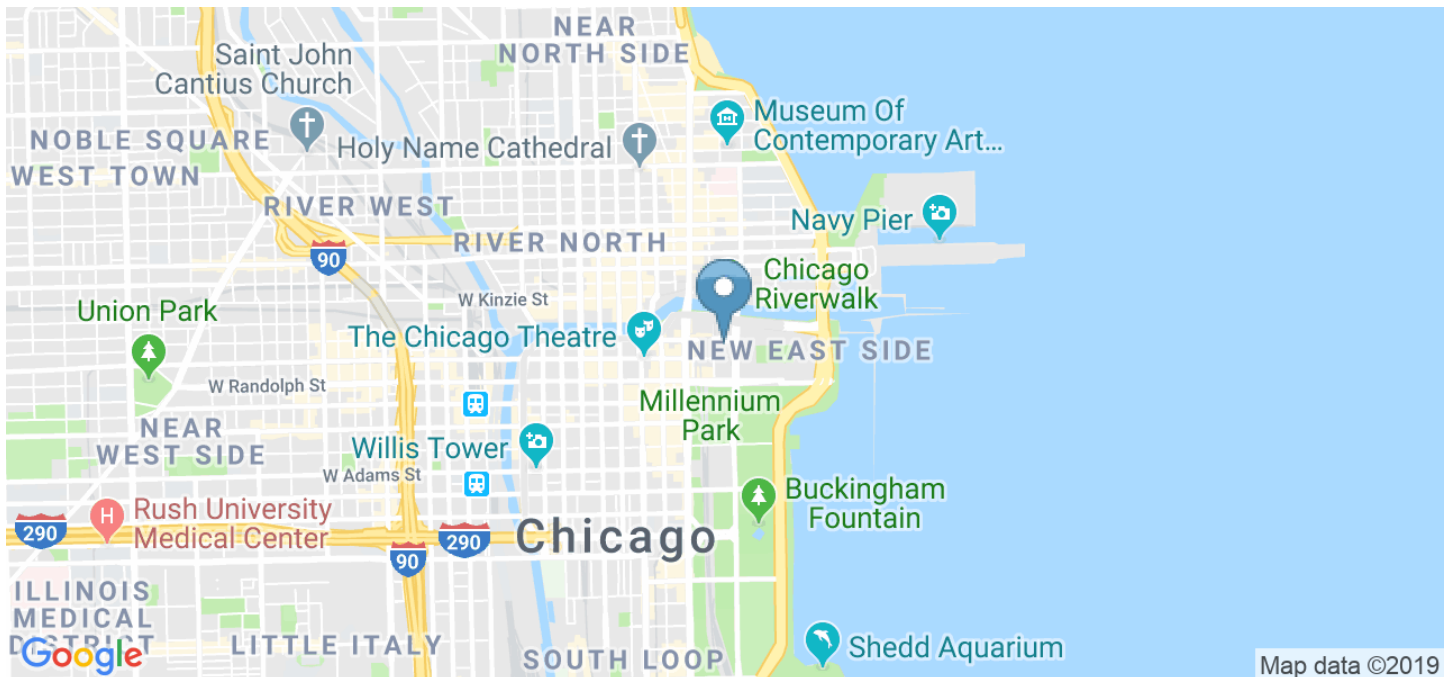 NEAR
NORTH SIDE
Saint John
Cantius Church
Museum Of
Contemporary Art...
NOBLE SQUARE
Holy Name Cathedral
WEST TOWN
RIVER WEST
Navy Pier
RIVER NORTH
90
Chicago
Riverwalk
W Kinzie St
Union Park
The Chicago Theatre
NEW EAST SIDE
W Randolph St
Millennium
Park
NEAR
WEST SIDE
Willis Tower
W Adams St
Buckingham
Fountain
H
Rush University
Medical Center
290
290
Chicago
90
ILLINOIS
MEDICAL
DISTRICT
LITTLE ITALY
SOUTH LOOP
Shedd Aquarium
Google
Map data ©2019